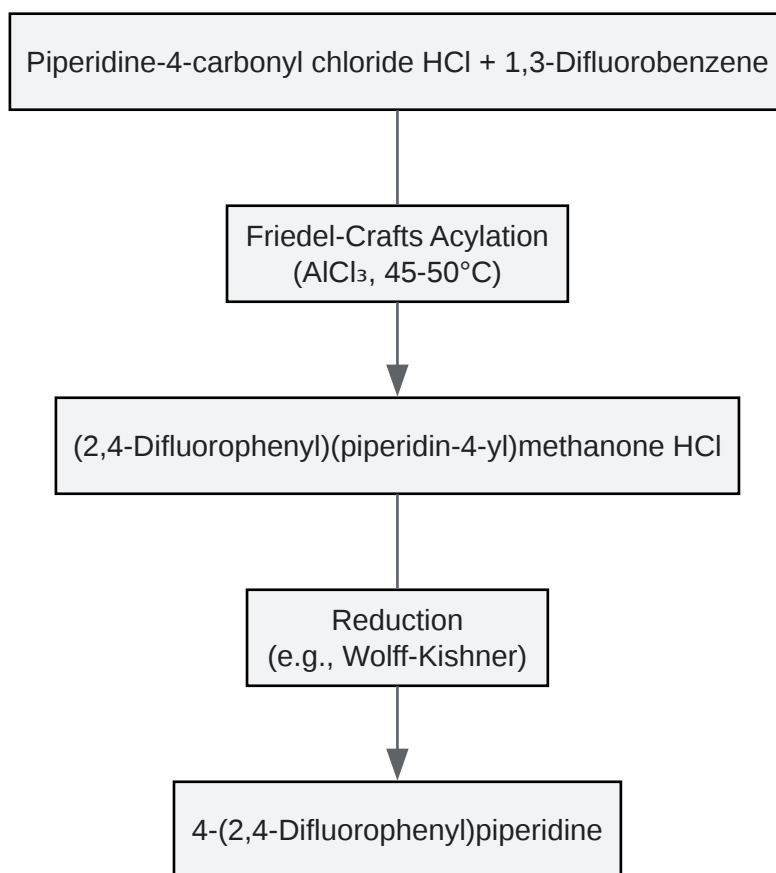 Piperidine-4-carbonyl chloride HCl + 1,3-Difluorobenzene
Friedel-Crafts Acylation
(AlCl₃, 45-50°C)
(2,4-Difluorophenyl)(piperidin-4-yl)methanone HCl
Reduction
(e.g., Wolff-Kishner)
4-(2,4-Difluorophenyl)piperidine